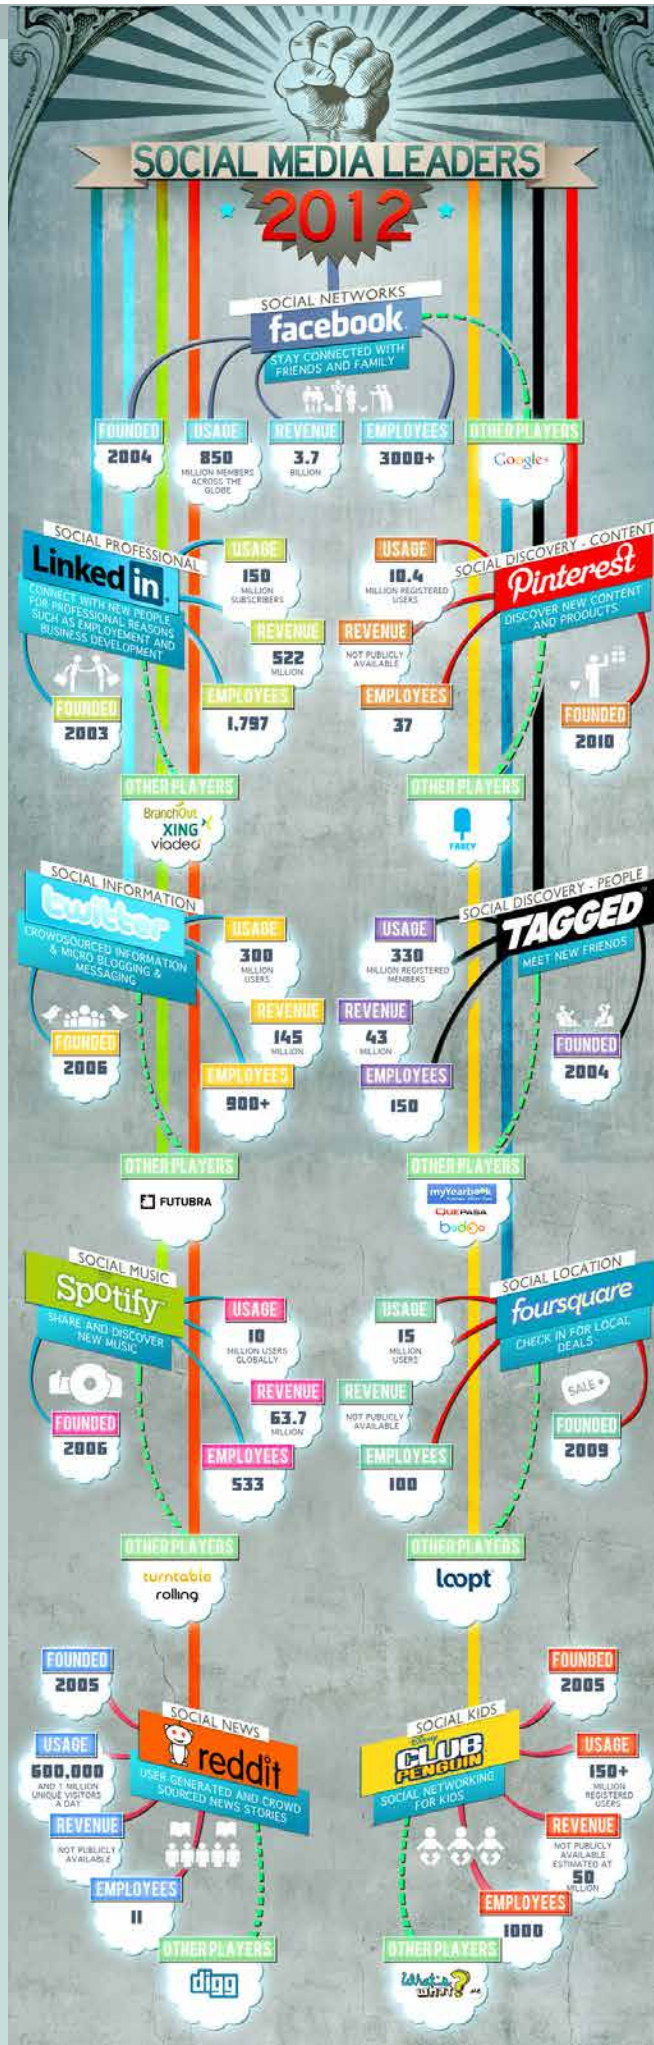 SOCIAL MEDIA LEADERS
2012
SOCIAL NETWORKS
facebook
STAY CONNECTED WITH
FRIENDS AND FAMILY
FOUNDED
2004
USAGE
850
MILLION MEMBERS
ACROSS THE
GLOBE
REVENUE
3.7
BILLION
EMPLOYEES
3000+
OTHER PLAYERS
Google+
SOCIAL PROFESSIONAL
Linked in
CONNECT WITH NEW PEOPLE
FOR PROFESSIONAL REASONS
SUCH AS EMPLOYEMENT AND
BUSINESS DEVELOPMENT
USAGE
150
MILLION
SUBSCRIBERS
REVENUE
522
MILLION
EMPLOYEES
1,797
FOUNDED
2003
OTHER PLAYERS
BranchOut
XING
viadeo
SOCIAL DISCOVERY - CONTENT
Pinterest
DISCOVER NEW CONTENT
AND PRODUCTS
USAGE
10.4
MILLION REGISTERED
USERS
REVENUE
NOT PUBLICLY
AVAILABLE
EMPLOYEES
37
FOUNDED
2010
OTHER PLAYERS
FANCY
SOCIAL INFORMATION
twitter
CROWDSOURCED INFORMATION
& MICRO BLOGGING &
MESSAGING
USAGE
300
MILLION
USERS
REVENUE
145
MILLION
EMPLOYEES
900+
FOUNDED
2006
OTHER PLAYERS
FUTUBRA
SOCIAL DISCOVERY - PEOPLE
TAGGED
MEET NEW FRIENDS
USAGE
330
MILLION REGISTERED
MEMBERS
REVENUE
43
MILLION
EMPLOYEES
150
FOUNDED
2004
OTHER PLAYERS
myYearbook
QUEPASA
badoo
SOCIAL MUSIC
Spotify
SHARE AND DISCOVER
NEW MUSIC
USAGE
10
MILLION USERS
GLOBALLY
REVENUE
63.7
MILLION
EMPLOYEES
533
FOUNDED
2006
OTHER PLAYERS
turntable
rolling
SOCIAL LOCATION
foursquare
CHECK IN FOR LOCAL
DEALS
USAGE
15
MILLION
USERS
REVENUE
NOT PUBLICLY
AVAILABLE
EMPLOYEES
100
SALE
FOUNDED
2009
OTHER PLAYERS
loopt
SOCIAL NEWS
reddit
USER GENERATED AND CROWD
SOURCED NEWS STORIES
FOUNDED
2005
USAGE
600,000
AND 1 MILLION
UNIQUE VISITORS
A DAY
REVENUE
NOT PUBLICLY
AVAILABLE
EMPLOYEES
11
OTHER PLAYERS
digg
SOCIAL KIDS
Disney
CLUB
PENGUIN
SOCIAL NETWORKING
FOR KIDS
FOUNDED
2005
USAGE
150+
MILLION
REGISTERED
USERS
REVENUE
NOT PUBLICLY
AVAILABLE
ESTIMATED AT
50
MILLION
EMPLOYEES
1000
OTHER PLAYERS
What's
WHAT?